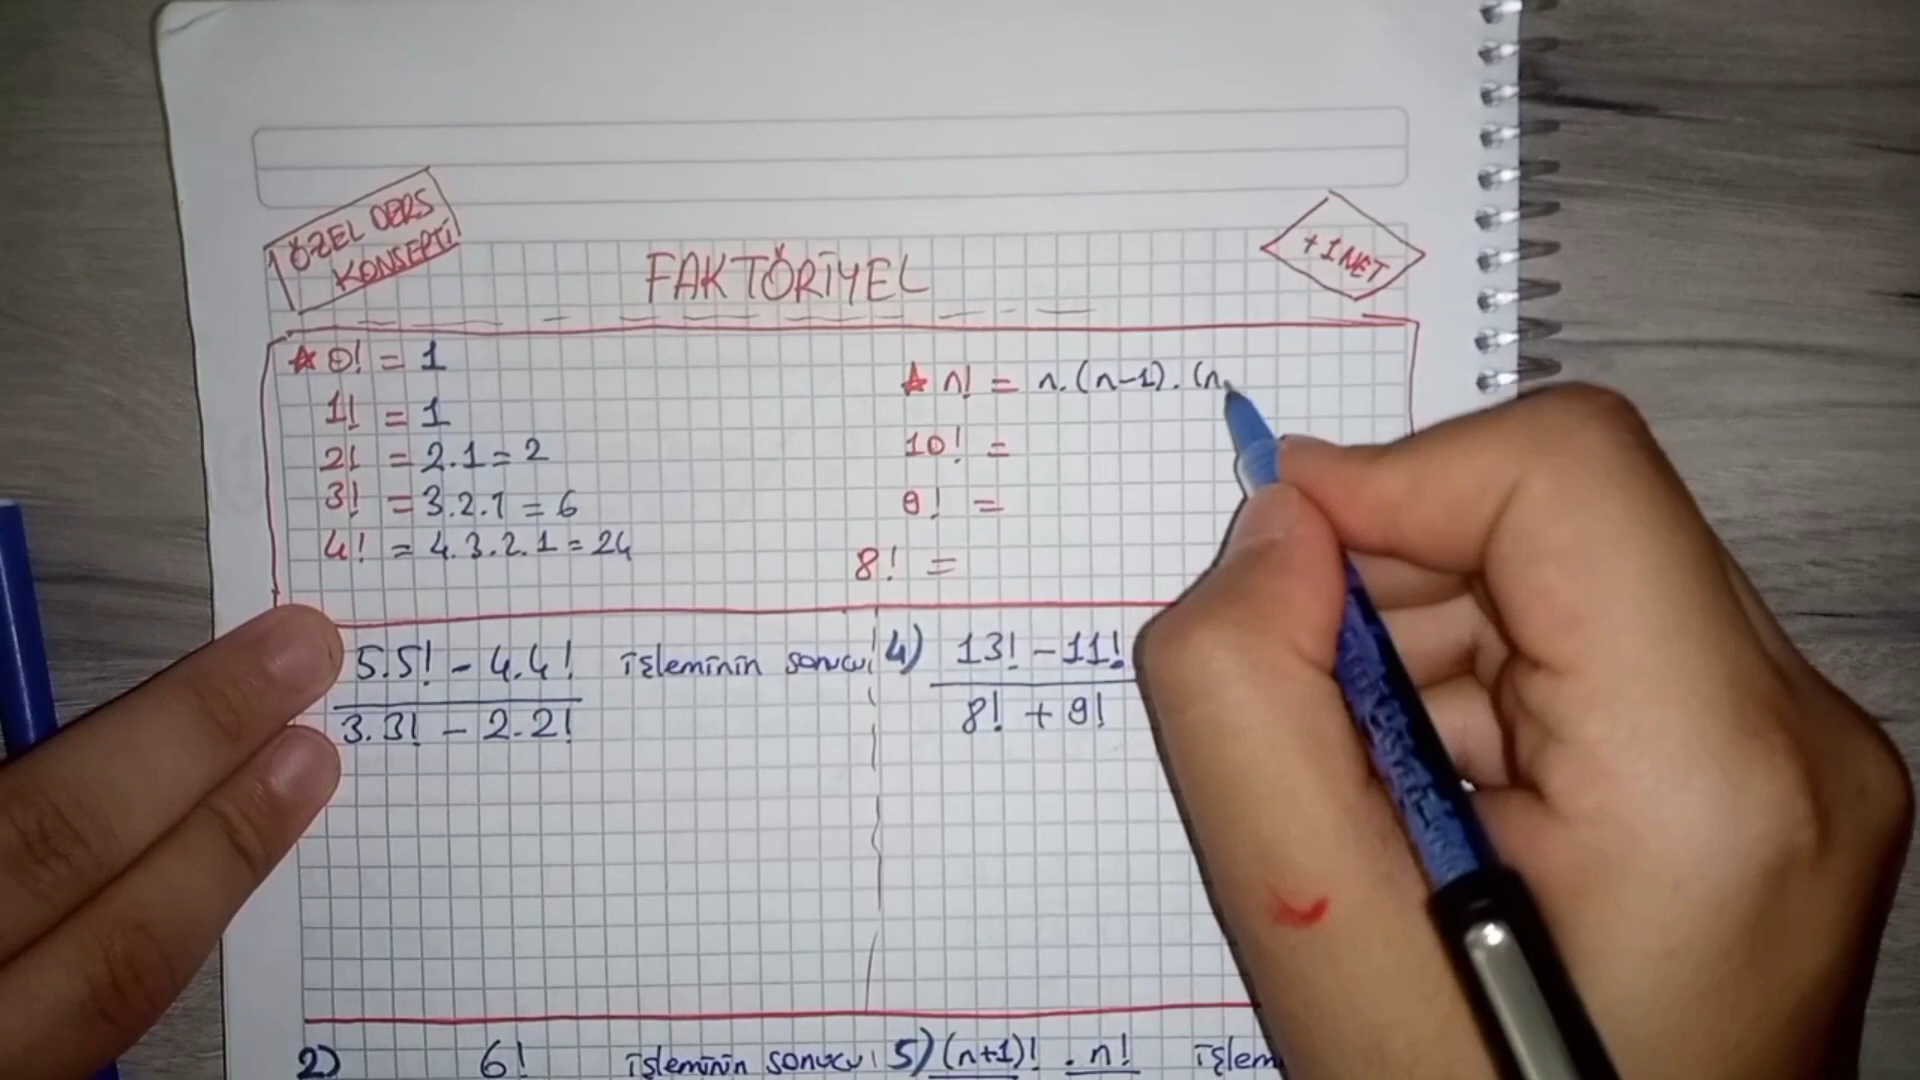 ÖZEL DERS
KONSEPTİ
FAKTÖRİYEL
+1 NET
0! = 1
1! = 1
2! = 2.1 = 2
3! = 3.2.1 = 6
4! = 4.3.2.1 = 24
n! = n.(n-1).(n
10! =
9! =
8! =
5.5! - 4.4! işleminin sonucu
3.3! - 2.2!
4) 13! - 11!
8! + 9!
2) 6! işleminin sonucu
5) (n+1)! . n!